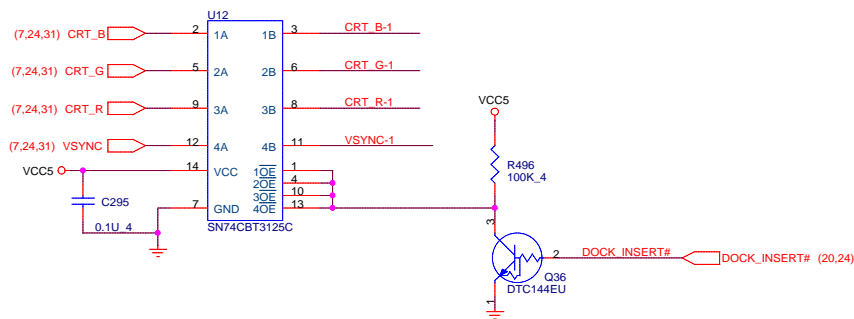 U12
(7,24,31) CRT_B 2 1A 1B 3 CRT_B-1
(7,24,31) CRT_G 5 2A 2B 6 CRT_G-1
(7,24,31) CRT_R 9 3A 3B 8 CRT_R-1
(7,24,31) VSYNC 12 4A 4B 11 VSYNC-1
VCC5 14 VCC 1OE 1
2OE 4
3OE 10
7 GND 4OE 13
SN74CBT3125C
C295
0.1U_4
VCC5
R496
100K_4
3
2 DOCK_INSERT# DOCK_INSERT# (20,24)
Q36
DTC144EU
1